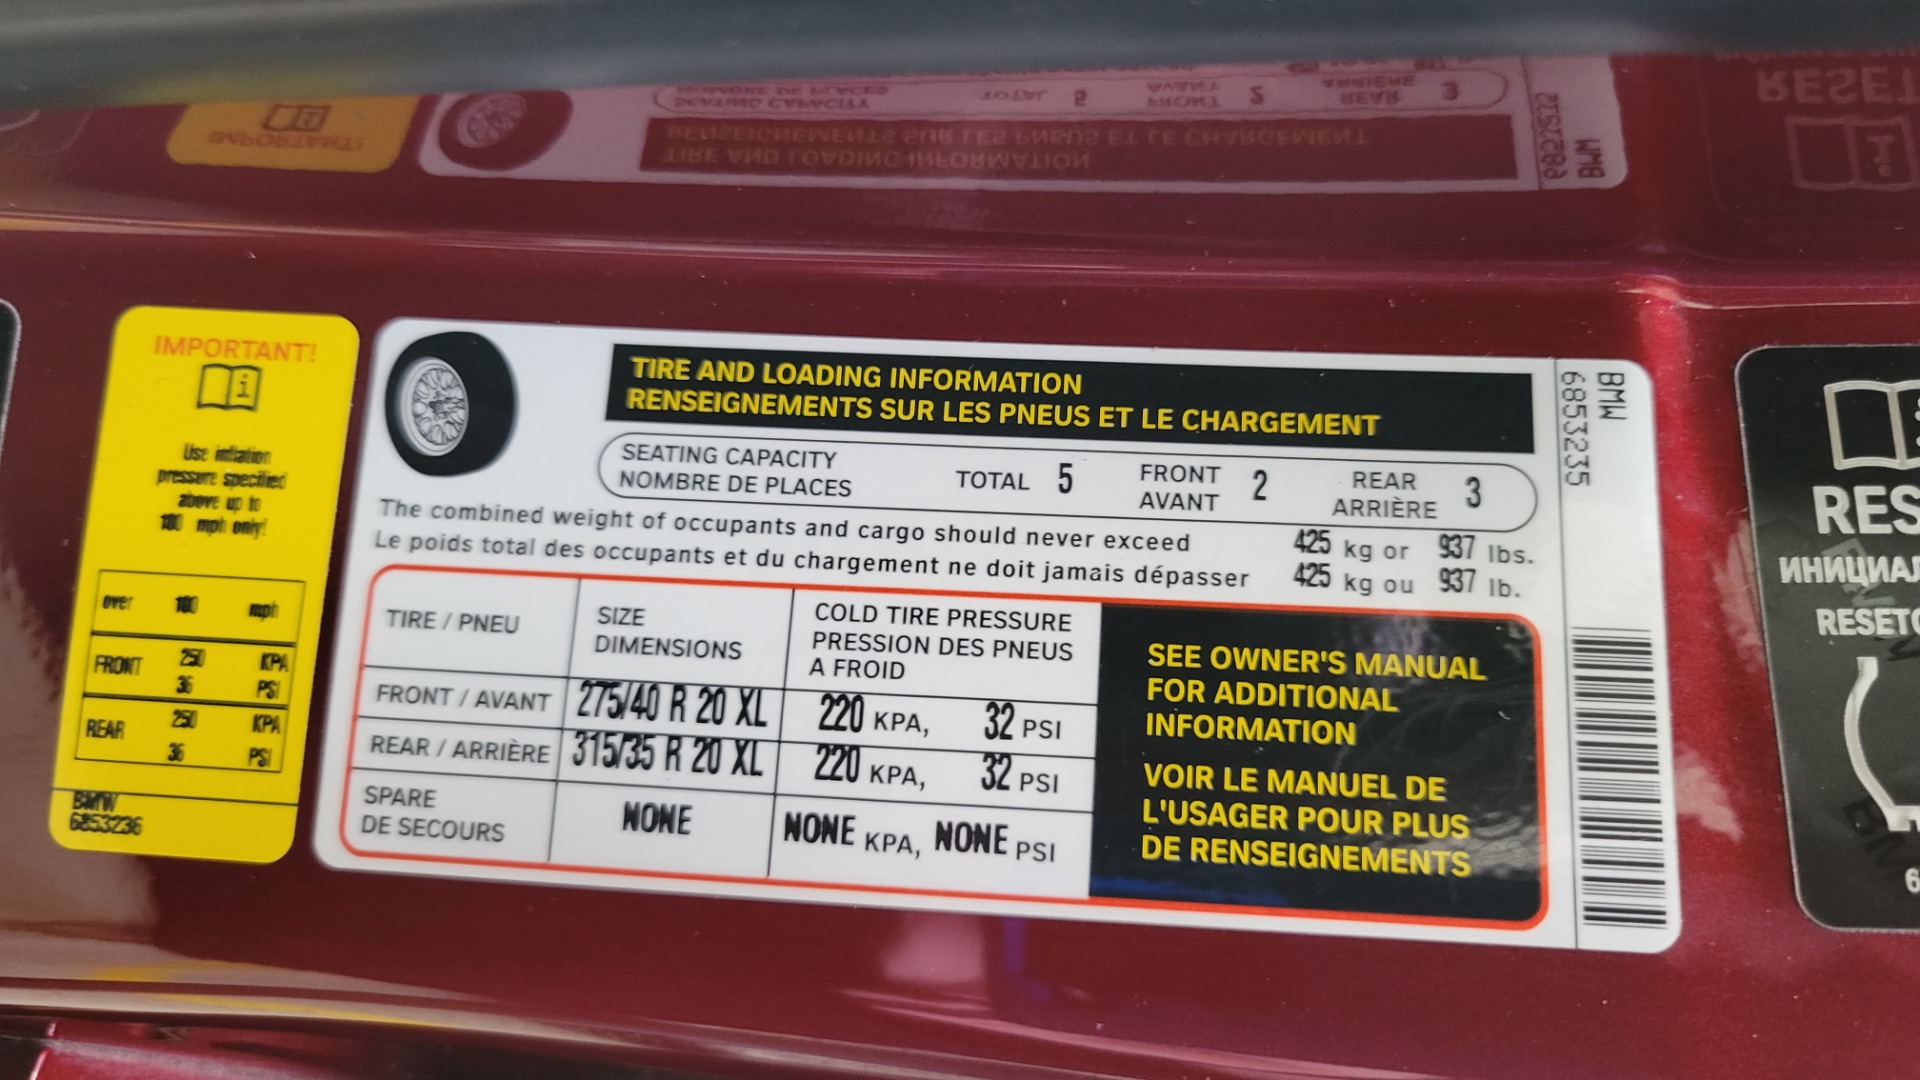 IMPORTANT!
Use inflation
pressure specified
above up to
100 mph only!
over 100 mph
FRONT 250 KPA
36 PSI
REAR 250 KPA
36 PSI
BMW
6853236
TIRE AND LOADING INFORMATION
RENSEIGNEMENTS SUR LES PNEUS ET LE CHARGEMENT
SEATING CAPACITY
NOMBRE DE PLACES
TOTAL 5
FRONT
AVANT
2
REAR
ARRIÈRE
3
The combined weight of occupants and cargo should never exceed 425 kg or 937 lbs.
Le poids total des occupants et du chargement ne doit jamais dépasser 425 kg ou 937 lb.
TIRE / PNEU
SIZE
DIMENSIONS
COLD TIRE PRESSURE
PRESSION DES PNEUS
A FROID
FRONT / AVANT 275/40 R 20 XL 220 KPA, 32 PSI
REAR / ARRIÈRE 315/35 R 20 XL 220 KPA, 32 PSI
SPARE
DE SECOURS
NONE NONE KPA, NONE PSI
SEE OWNER'S MANUAL
FOR ADDITIONAL
INFORMATION
VOIR LE MANUEL DE
L'USAGER POUR PLUS
DE RENSEIGNEMENTS
BMW
6853235
RES
ИНИЦИАЛ
RESETO